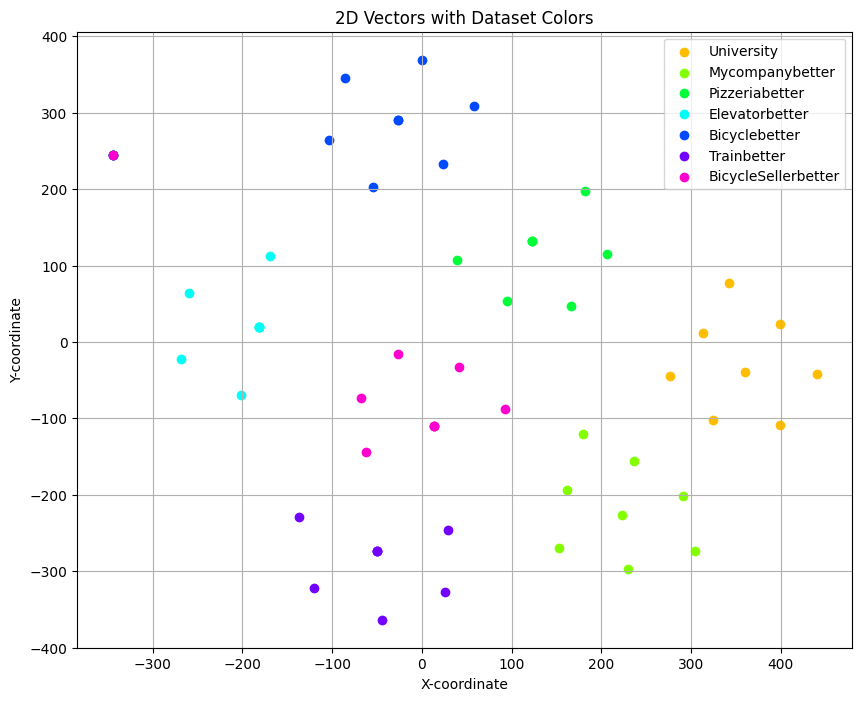 2D Vectors with Dataset Colors
University
Mycompanybetter
Pizzeriabetter
Elevatorbetter
Bicyclebetter
Trainbetter
BicycleSellerbetter
400
300
200
100
0
−100
−200
−300
−400
Y-coordinate
−300 −200 −100 0 100 200 300 400
X-coordinate